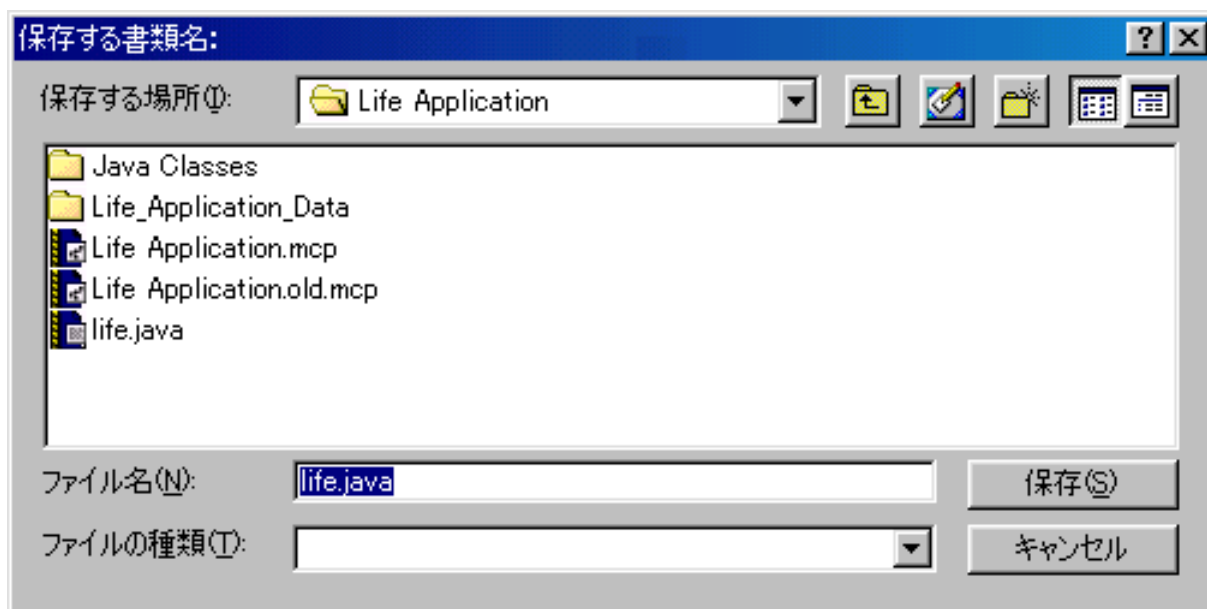 保存する書類名:
保存する場所(I):
Life Application
Java Classes
Life_Application_Data
Life Application.mcp
Life Application.old.mcp
life.java
ファイル名(N):
life.java
保存(S)
ファイルの種類(T):
キャンセル